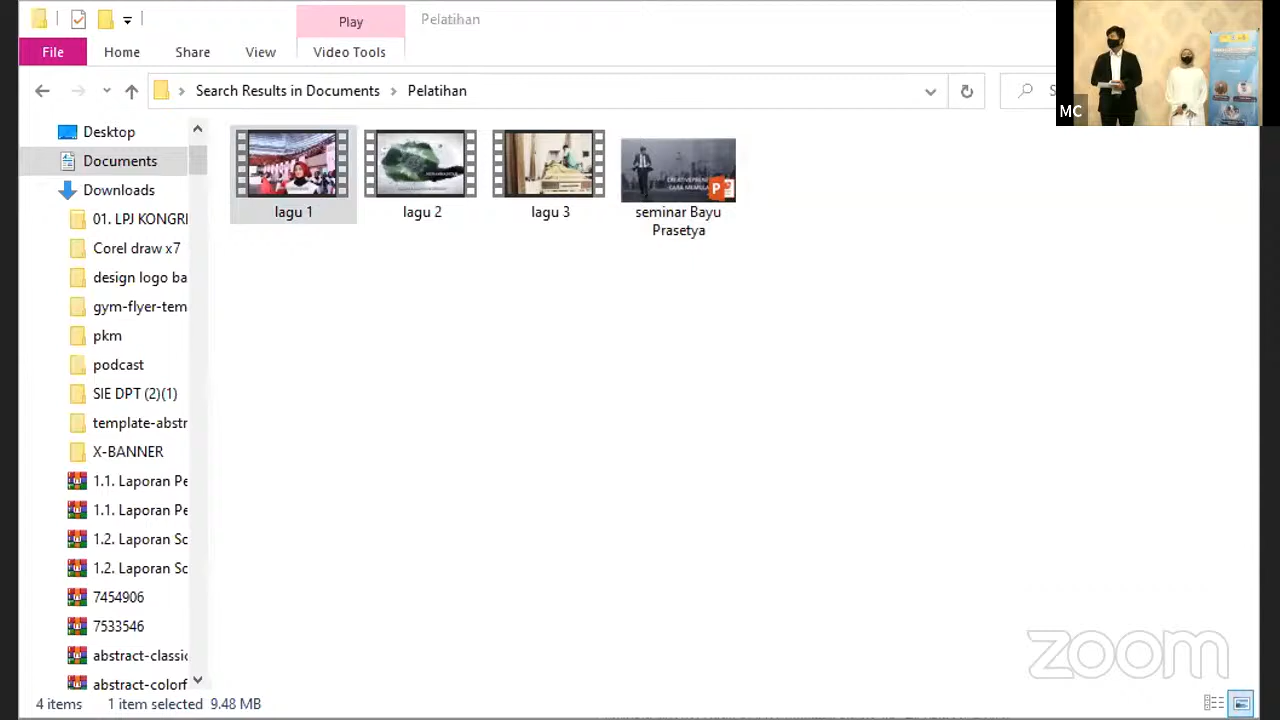 Play
Pelatihan
File
Home
Share
View
Video Tools
Search Results in Documents
Pelatihan
MC
Desktop
Documents
Downloads
01. LPJ KONGRI
Corel draw x7
design logo ba
gym-flyer-tem
pkm
podcast
SIE DPT (2)(1)
template-abstr
X-BANNER
1.1. Laporan Pe
1.1. Laporan Pe
1.2. Laporan Sc
1.2. Laporan Sc
7454906
7533546
abstract-classic
abstract-colorf
lagu 1
lagu 2
lagu 3
seminar Bayu
Prasetya
zoom
4 items
1 item selected
9.48 MB